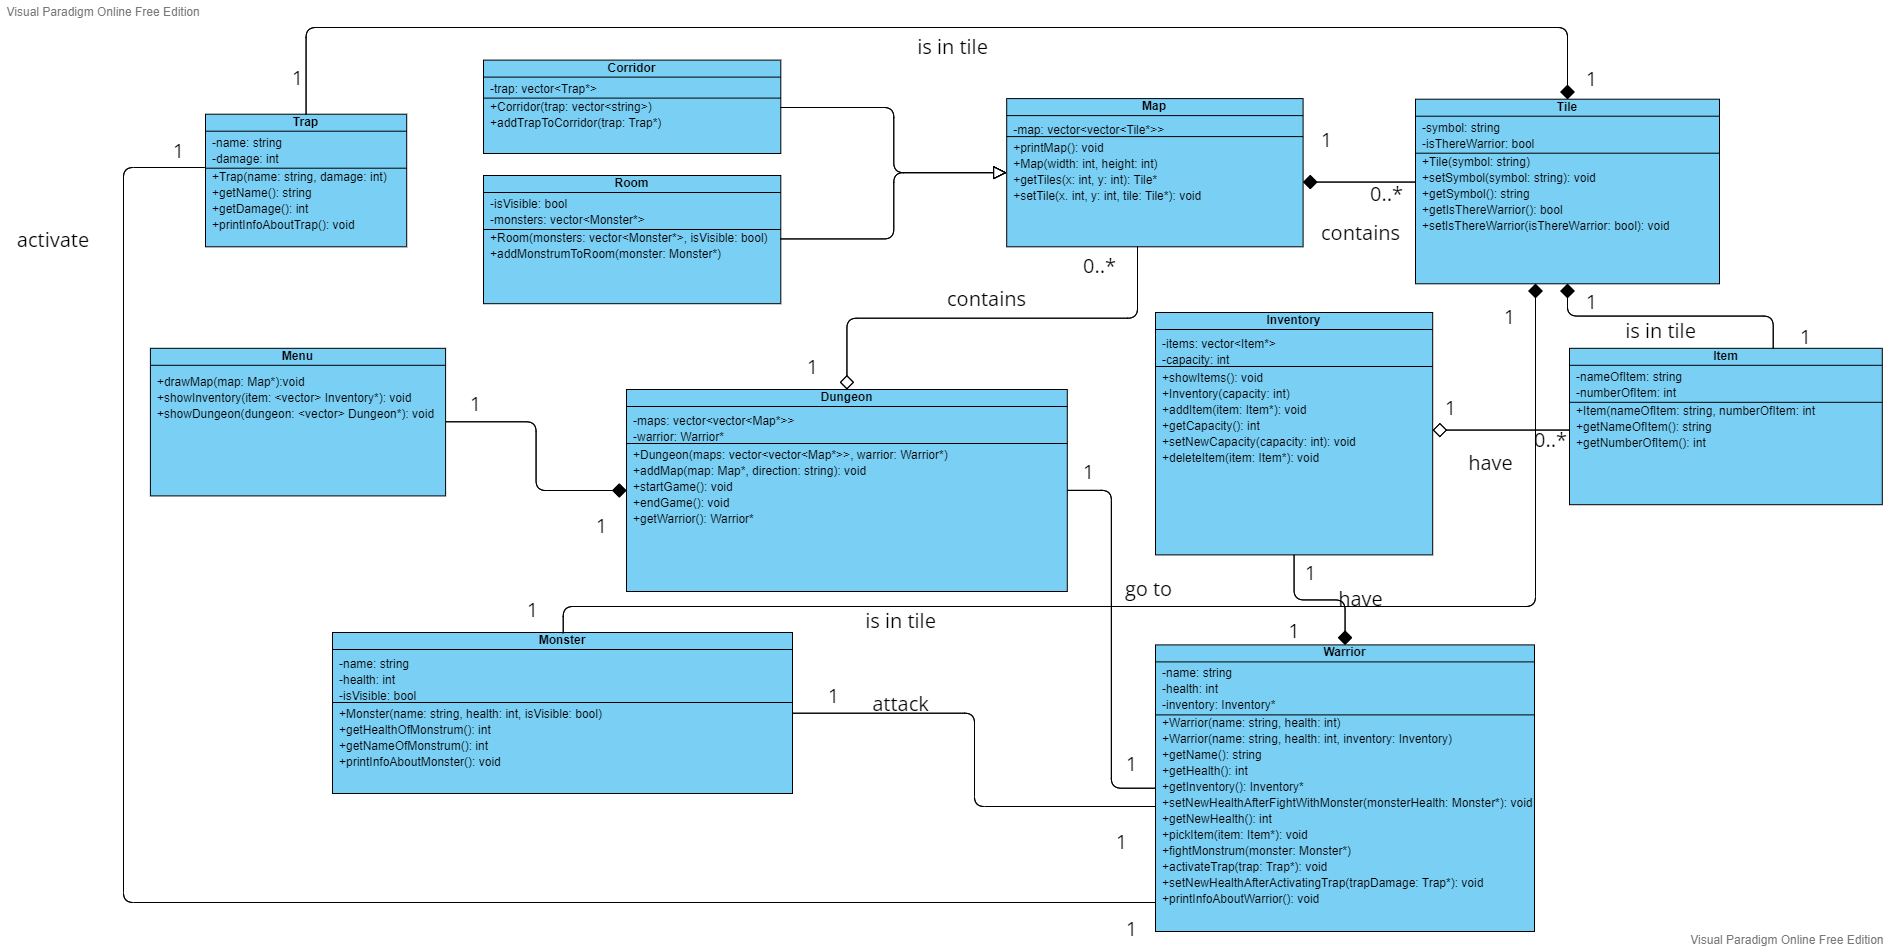 Visual Paradigm Online Free Edition
is in tile
1
1
Corridor
-trap: vector<Trap*>
+Corridor(trap: vector<string>)
+addTrapToCorridor(trap: Trap*)
Map
-map: vector<vector<Tile*>>
+printMap(): void
+Map(width: int, height: int)
+getTiles(x: int, y: int): Tile*
+setTile(x. int, y: int, tile: Tile*): void
Tile
-symbol: string
-isThereWarrior: bool
+Tile(symbol: string)
+setSymbol(symbol: string): void
+getSymbol(): string
+getIsThereWarrior(): bool
+setIsThereWarrior(isThereWarrior: bool): void
Trap
-name: string
-damage: int
+Trap(name: string, damage: int)
+getName(): string
+getDamage(): int
+printInfoAboutTrap(): void
1
activate
Room
-isVisible: bool
-monsters: vector<Monster*>
+Room(monsters: vector<Monster*>, isVisible: bool)
+addMonstrumToRoom(monster: Monster*)
1
0..*
contains
0..*
contains
1
1
1
is in tile
1
1
Menu
+drawMap(map: Map*):void
+showInventory(item: <vector> Inventory*): void
+showDungeon(dungeon: <vector> Dungeon*): void
1
1
Dungeon
-maps: vector<vector<Map*>>
-warrior: Warrior*
+Dungeon(maps: vector<vector<Map*>>, warrior: Warrior*)
+addMap(map: Map*, direction: string): void
+startGame(): void
+endGame(): void
+getWarrior(): Warrior*
1
Inventory
-items: vector<Item*>
-capacity: int
+showItems(): void
+Inventory(capacity: int)
+addItem(item: Item*): void
+getCapacity(): int
+setNewCapacity(capacity: int): void
+deleteItem(item: Item*): void
1
0..*
have
Item
-nameOfItem: string
-numberOfItem: int
+Item(nameOfItem: string, numberOfItem: int
+getNameOfItem(): string
+getNumberOfItem(): int
go to
1
have
1
is in tile
Monster
-name: string
-health: int
-isVisible: bool
+Monster(name: string, health: int, isVisible: bool)
+getHealthOfMonstrum(): int
+getNameOfMonstrum(): int
+printInfoAboutMonster(): void
1
attack
1
1
1
Warrior
-name: string
-health: int
-inventory: Inventory*
+Warrior(name: string, health: int)
+Warrior(name: string, health: int, inventory: Inventory)
+getName(): string
+getHealth(): int
+getInventory(): Inventory*
+setNewHealthAfterFightWithMonster(monsterHealth: Monster*): void
+getNewHealth(): int
+pickItem(item: Item*): void
+fightMonstrum(monster: Monster*)
+activateTrap(trap: Trap*): void
+setNewHealthAfterActivatingTrap(trapDamage: Trap*): void
+printInfoAboutWarrior(): void
Visual Paradigm Online Free Edition